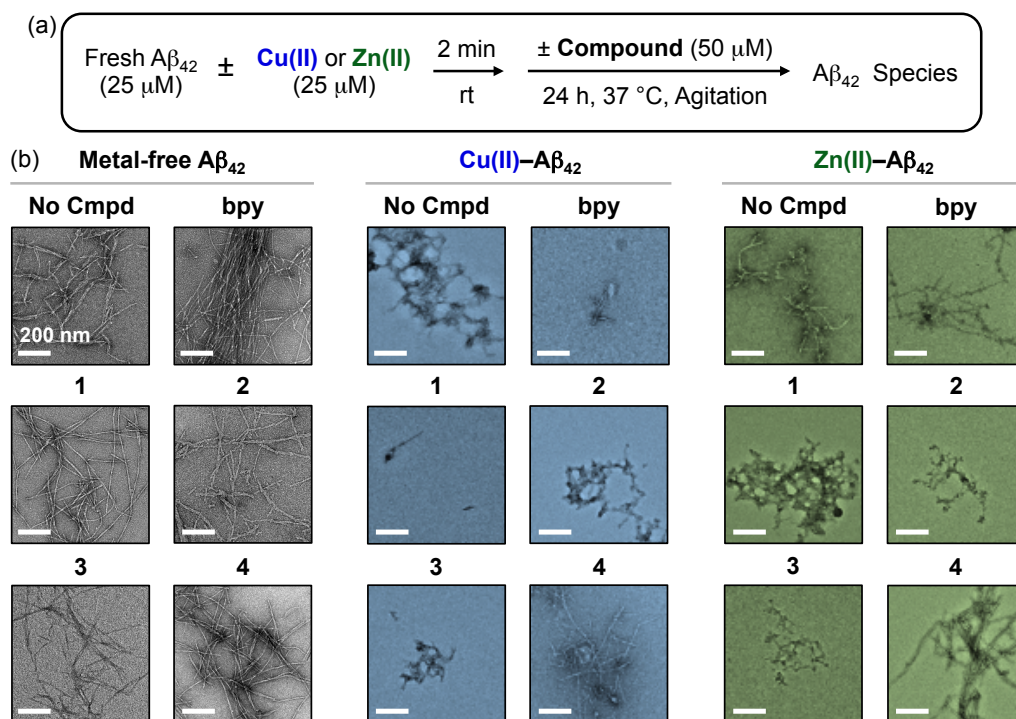 (a)
Fresh Aβ42 ± Cu(II) or Zn(II) 2 min ± Compound (50 μM) Aβ42 Species
(25 μM) (25 μM) rt 24 h, 37 °C, Agitation
(b) Metal-free Aβ42 Cu(II)–Aβ42 Zn(II)–Aβ42
No Cmpd bpy No Cmpd bpy No Cmpd bpy
200 nm
1 2 1 2 1 2
3 4 3 4 3 4